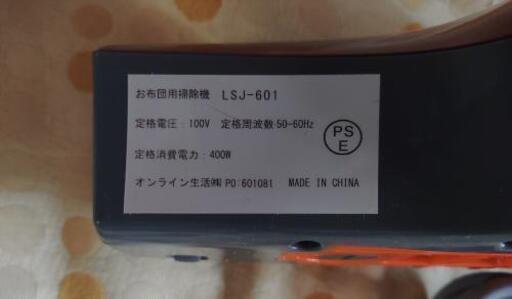 お布団用掃除機 LSJ-601
定格電圧：100V 定格周波数:50-60Hz
PS
E
定格消費電力：400W
オンライン生活㈱ PO:601081 MADE IN CHINA